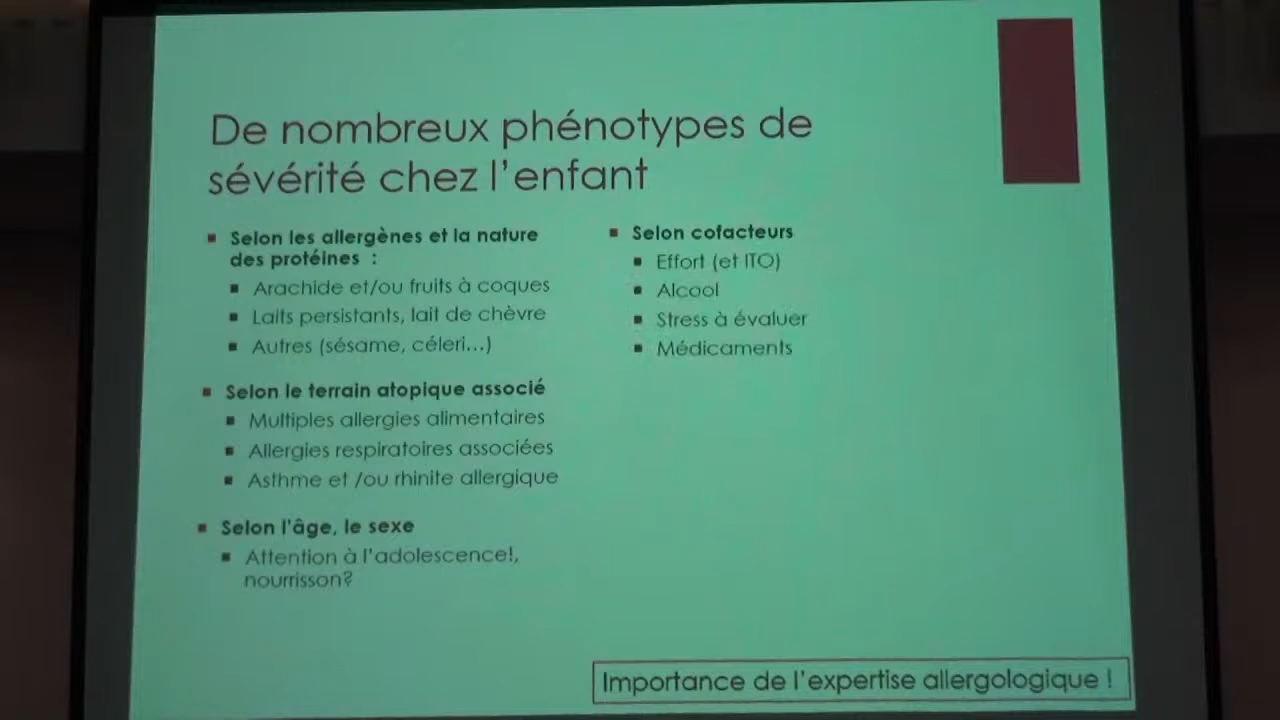 De nombreux phénotypes de
sévérité chez l'enfant
Selon les allergènes et la nature
des protéines :
Arachide et/ou fruits à coques
Laits persistants, lait de chèvre
Autres (sésame, céleri...)
Selon le terrain atopique associé
Multiples allergies alimentaires
Allergies respiratoires associées
Asthme et /ou rhinite allergique
Selon l'âge, le sexe
Attention à l'adolescence!,
nourrisson?
Selon cofacteurs
Effort (et ITO)
Alcool
Stress à évaluer
Médicaments
Importance de l'expertise allergologique !